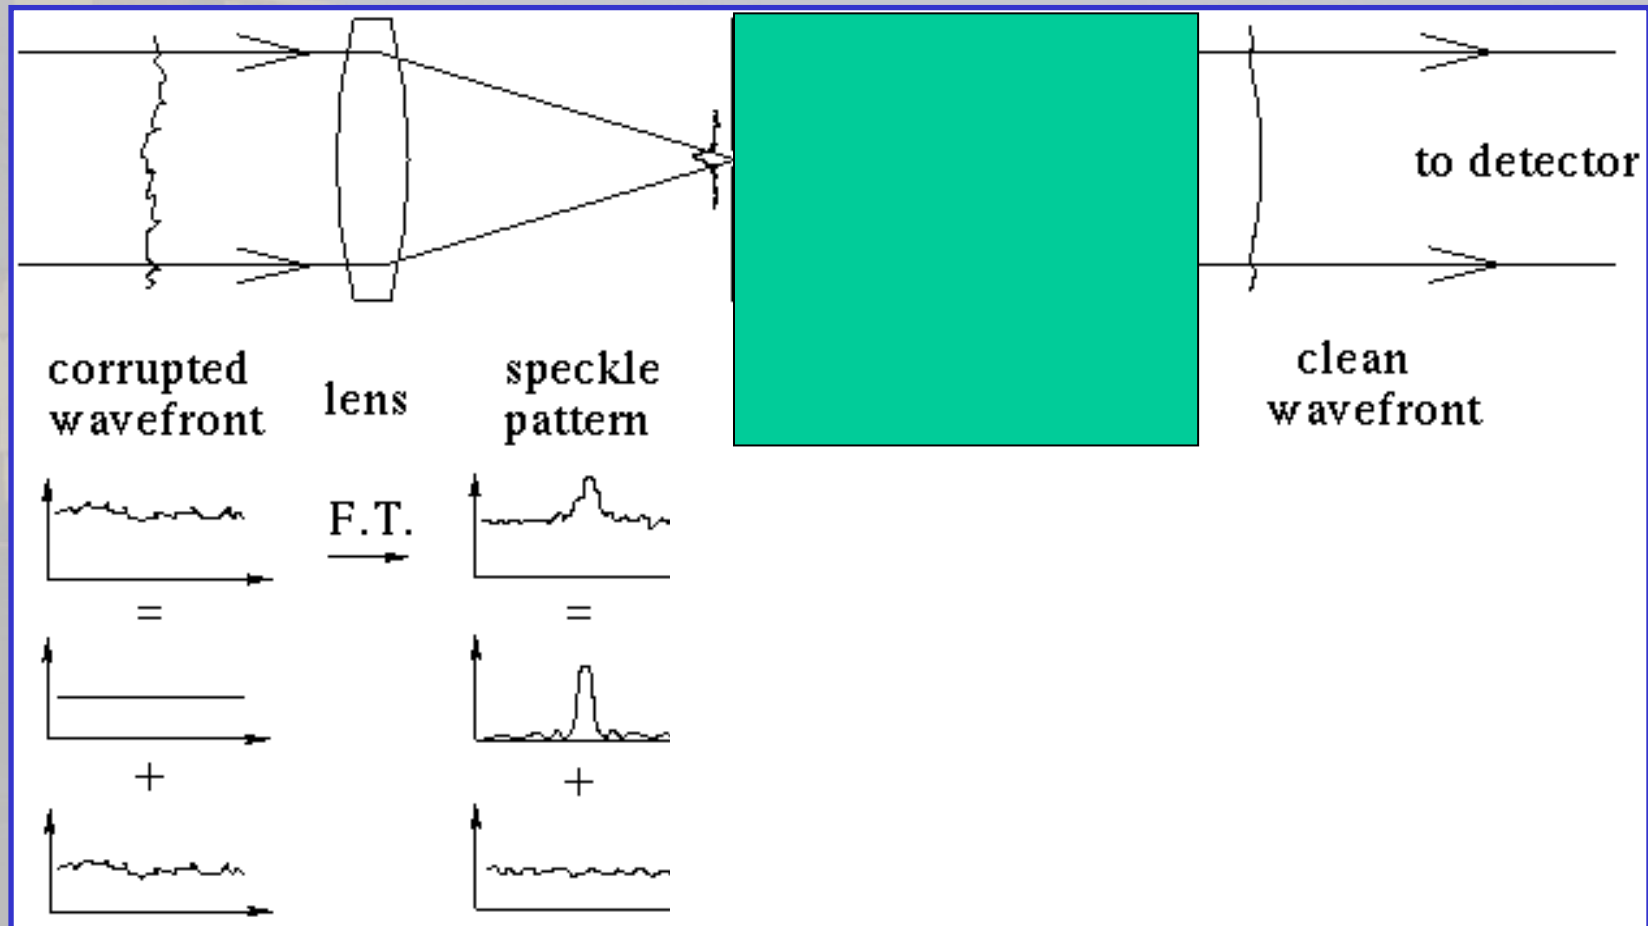 to detector
corrupted
wavefront
lens
speckle
pattern
clean
wavefront
F.T.
=
=
+
+